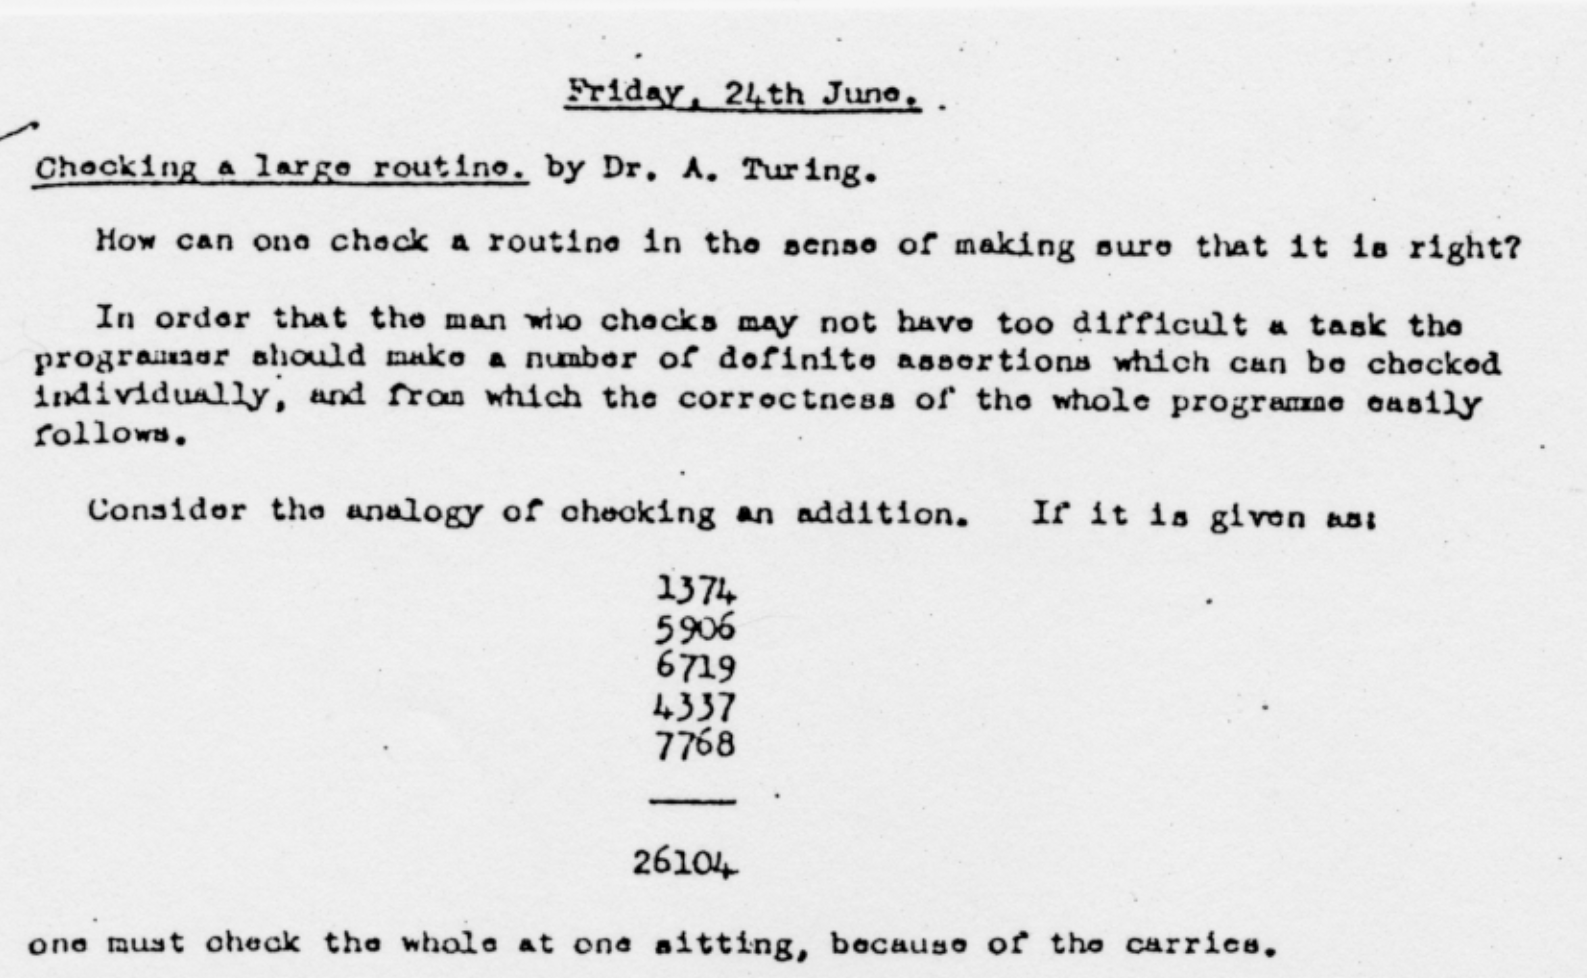 Friday, 24th June.
Checking a large routine. by Dr. A. Turing.
How can one check a routine in the sense of making sure that it is right?
In order that the man who checks may not have too difficult a task the
programmer should make a number of definite assertions which can be checked
individually, and from which the correctness of the whole programme easily
follows.
Consider the analogy of checking an addition. If it is given as:
1374
5906
6719
4337
7768
26104
one must check the whole at one sitting, because of the carries.